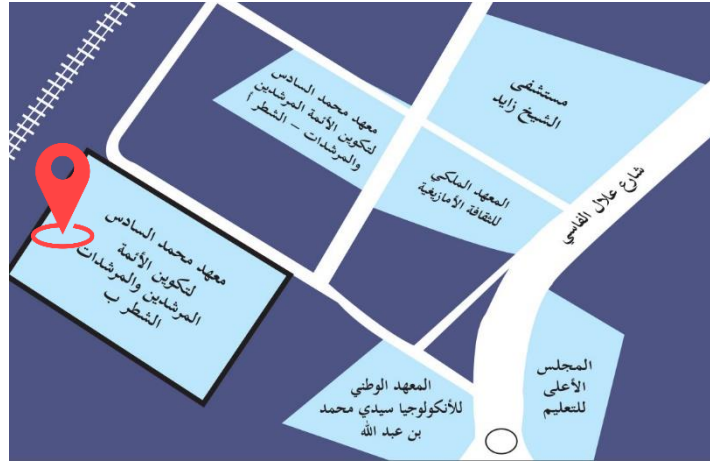 مستشفى
الشيخ زايد
معهد محمد السادس
لتكوين الأئمة المرشدين
والمرشدات – الشطر أ
المعهد الملكي
للثقافة الأمازيغية
شارع علال الفاسي
معهد محمد السادس
لتكوين الأئمة
المرشدين والمرشدات
الشطر ب
المجلس
الأعلى
للتعليم
المعهد الوطني
للأنكولوجيا سيدي محمد
بن عبد الله